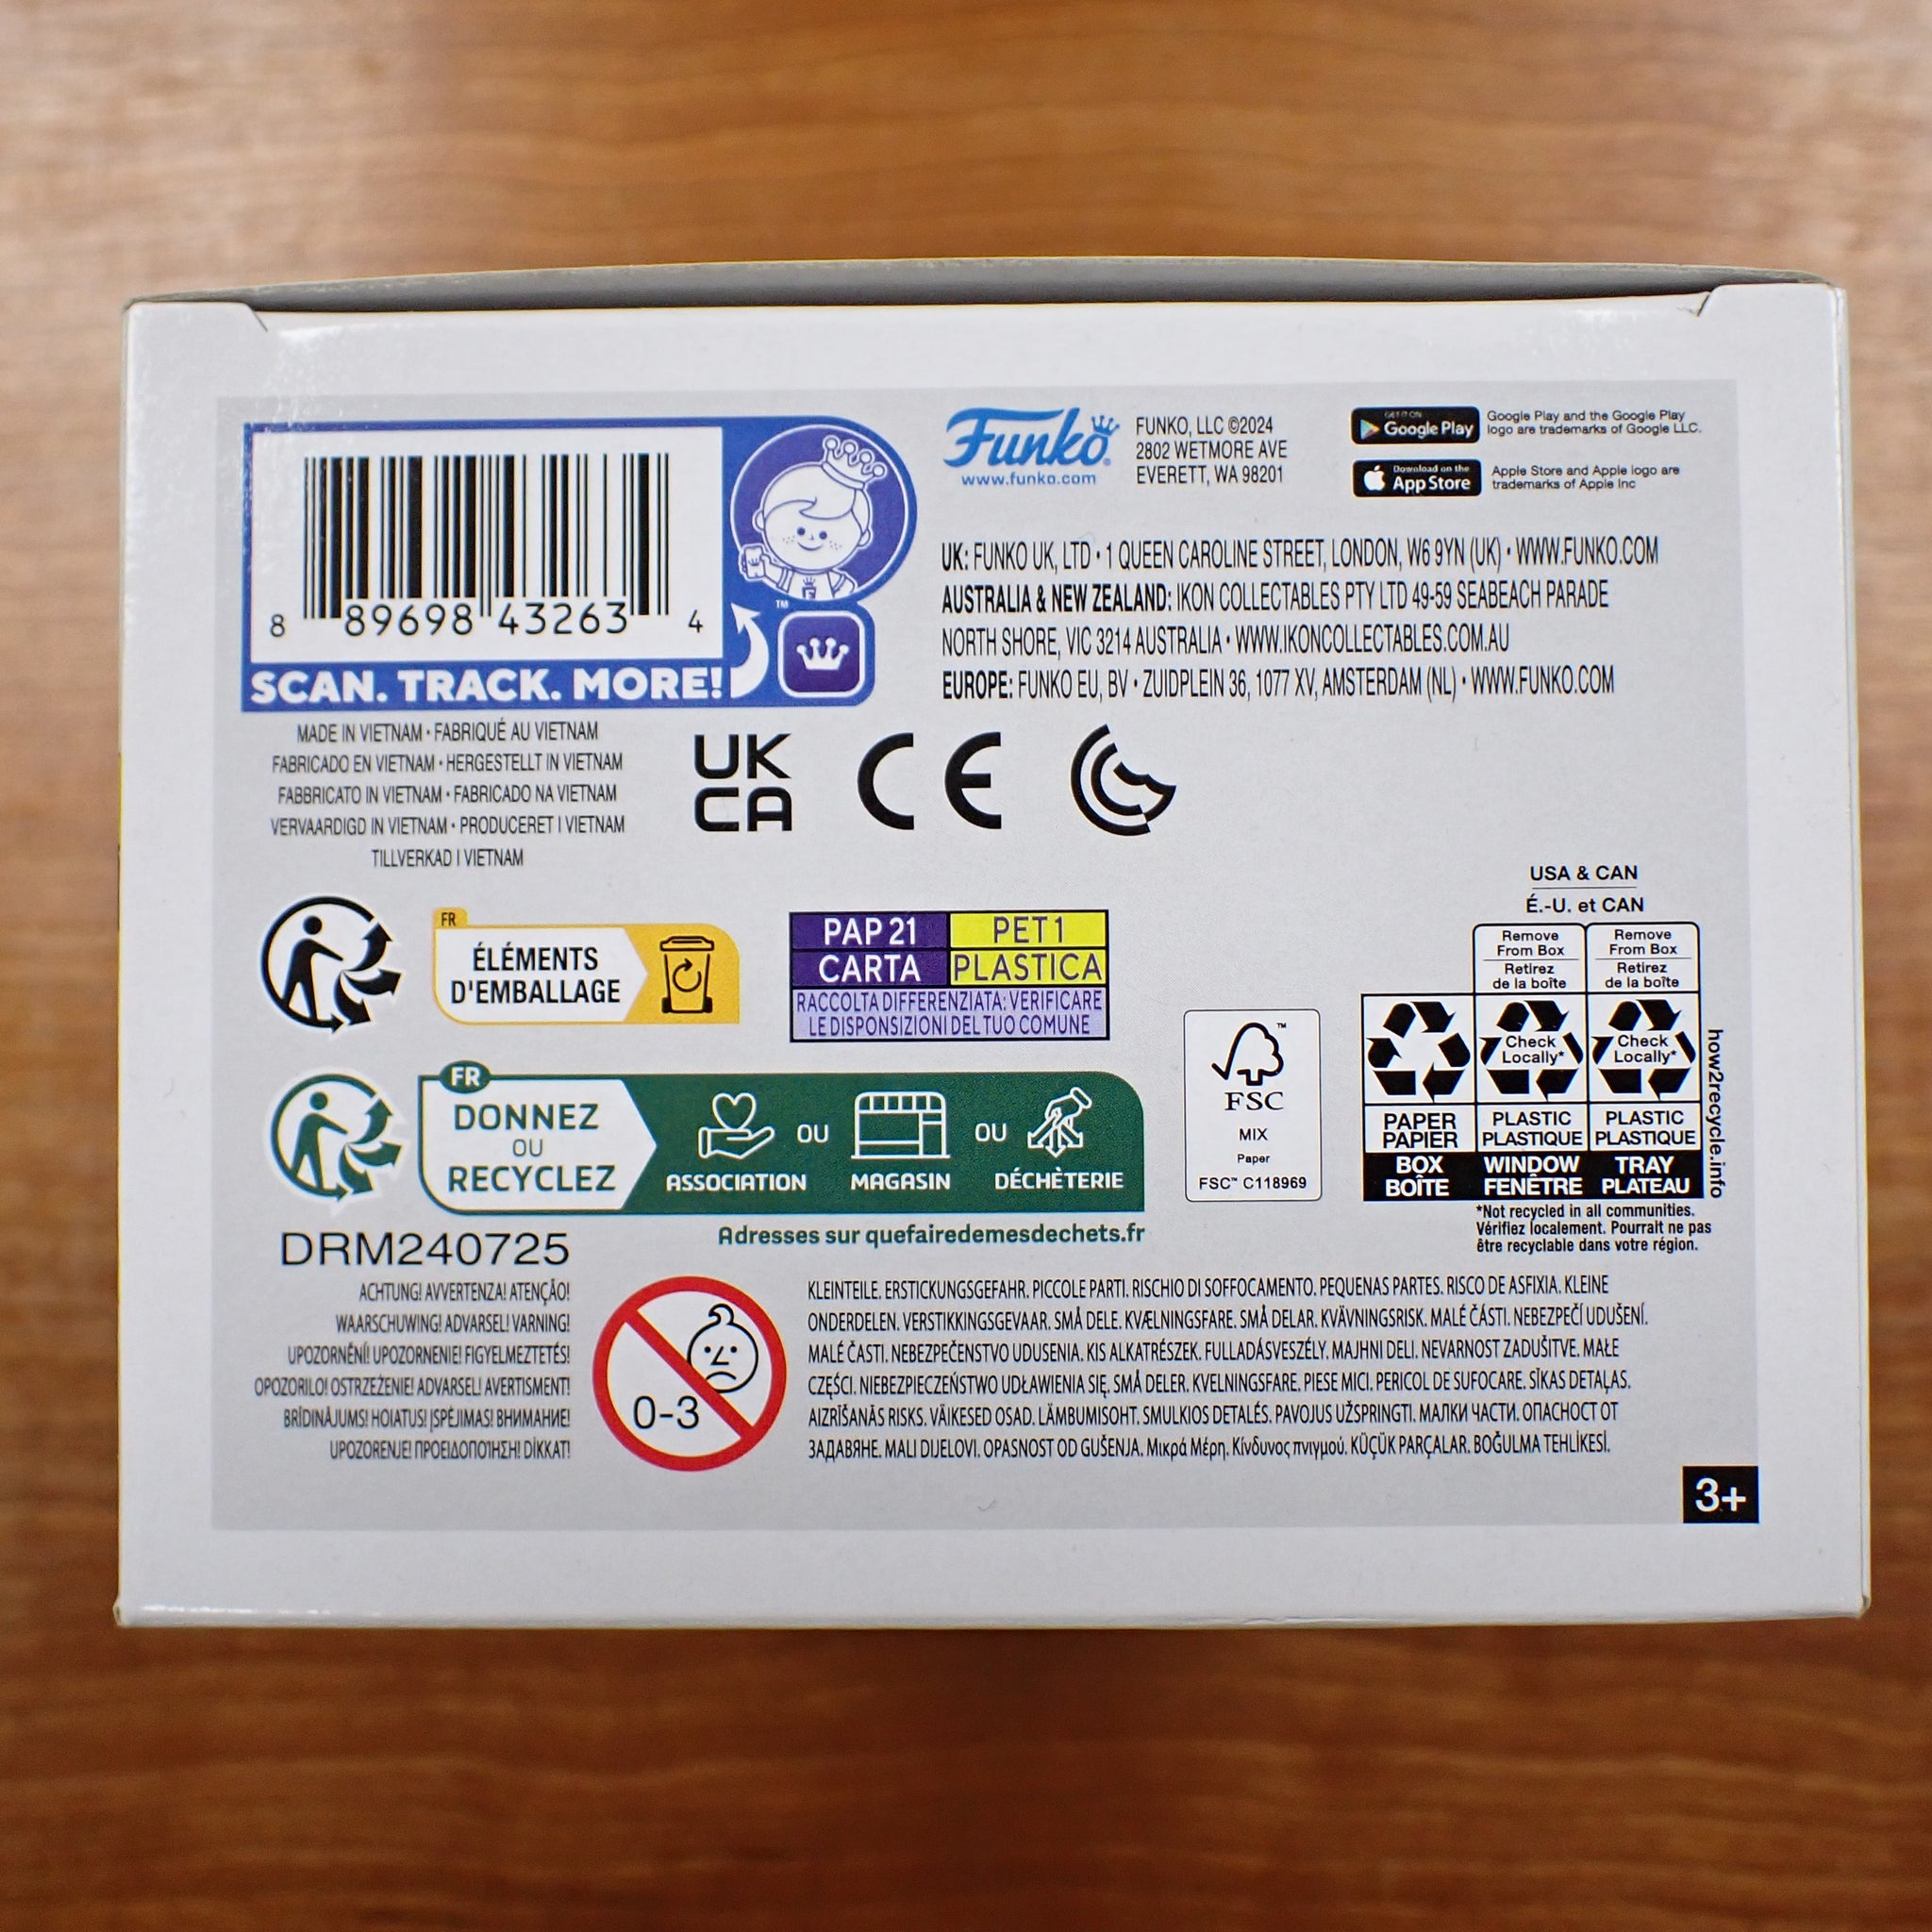 8 89698 43263 4
SCAN. TRACK. MORE!
™
Funko®
www.funko.com
FUNKO, LLC ©2024
2802 WETMORE AVE
EVERETT, WA 98201
GET IT ON
Google Play
Google Play and the Google Play
logo are trademarks of Google LLC.
Download on the
App Store
Apple Store and Apple logo are
trademarks of Apple Inc
UK: FUNKO UK, LTD • 1 QUEEN CAROLINE STREET, LONDON, W6 9YN (UK) • WWW.FUNKO.COM
AUSTRALIA & NEW ZEALAND: IKON COLLECTABLES PTY LTD 49-59 SEABEACH PARADE
NORTH SHORE, VIC 3214 AUSTRALIA • WWW.IKONCOLLECTABLES.COM.AU
EUROPE: FUNKO EU, BV • ZUIDPLEIN 36, 1077 XV, AMSTERDAM (NL) • WWW.FUNKO.COM
MADE IN VIETNAM • FABRIQUÉ AU VIETNAM
FABRICADO EN VIETNAM • HERGESTELLT IN VIETNAM
FABBRICATO IN VIETNAM • FABRICADO NA VIETNAM
VERVAARDIGD IN VIETNAM • PRODUCERET I VIETNAM
TILLVERKAD I VIETNAM
UK
CA
CE
FR
ÉLÉMENTS
D'EMBALLAGE
PAP 21
CARTA
PET 1
PLASTICA
RACCOLTA DIFFERENZIATA: VERIFICARE
LE DISPONSIZIONI DEL TUO COMUNE
FR
DONNEZ
OU
RECYCLEZ
ASSOCIATION
OU
MAGASIN
OU
DÉCHÈTERIE
Adresses sur quefairedemesdechets.fr
™
FSC
MIX
Paper
FSC™ C118969
USA & CAN
É.-U. et CAN
Remove
From Box
Retirez
de la boîte
Remove
From Box
Retirez
de la boîte
Check
Locally*
Check
Locally*
PAPER
PAPIER
PLASTIC
PLASTIQUE
PLASTIC
PLASTIQUE
BOX
BOÎTE
WINDOW
FENÊTRE
TRAY
PLATEAU
how2recycle.info
*Not recycled in all communities.
Vérifiez localement. Pourrait ne pas
être recyclable dans votre région.
DRM240725
ACHTUNG! AVVERTENZA! ATENÇÃO!
WAARSCHUWING! ADVARSEL! VARNING!
UPOZORNĚNÍ! UPOZORNENIE! FIGYELMEZTETÉS!
OPOZORILO! OSTRZEŻENIE! ADVARSEL! AVERTISMENT!
BRĪDINĀJUMS! HOIATUS! ĮSPĖJIMAS! ВНИМАНИЕ!
UPOZORENJE! ΠΡΟΕΙΔΟΠΟΊΗΣΗ! DİKKAT!
0-3
KLEINTEILE. ERSTICKUNGSGEFAHR. PICCOLE PARTI. RISCHIO DI SOFFOCAMENTO. PEQUENAS PARTES. RISCO DE ASFIXIA. KLEINE
ONDERDELEN. VERSTIKKINGSGEVAAR. SMÅ DELE. KVÆLNINGSFARE. SMÅ DELAR. KVÄVNINGSRISK. MALÉ ČÁSTI. NEBEZPEČÍ UDUŠENÍ.
MALÉ ČASTI. NEBEZPEČENSTVO UDUSENIA. KIS ALKATRÉSZEK. FULLADÁSVESZÉLY. MAJHNI DELI. NEVARNOST ZADUŠITVE. MAŁE
CZĘŚCI. NIEBEZPIECZEŃSTWO UDŁAWIENIA SIĘ. SMÅ DELER. KVELNINGSFARE. PIESE MICI. PERICOL DE SUFOCARE. SĪKAS DETAĻAS.
AIZRĪŠANĀS RISKS. VÄIKESED OSAD. LÄMBUMISOHT. SMULKIOS DETALĖS. PAVOJUS UŽSPRINGTI. МАЛКИ ЧАСТИ. ОПАСНОСТ ОТ
ЗАДАВЯНЕ. MALI DIJELOVI. OPASNOST OD GUŠENJA. Μικρά Μέρη. Κίνδυνος πνιγμού. KÜÇÜK PARÇALAR. BOĞULMA TEHLİKESİ.
3+